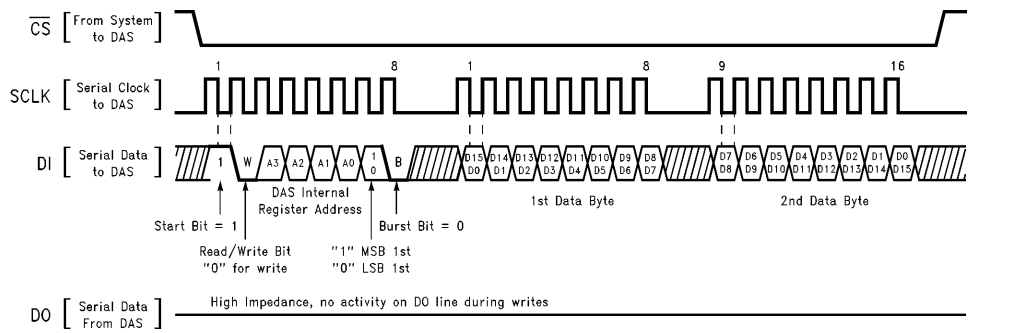 CS [ From System
to DAS ]
1 8 1 8 9 16
SCLK [ Serial Clock
to DAS ]
DI [ Serial Data
to DAS ]
1 W A3 A2 A1 A0 1 B D15 D14 D13 D12 D11 D10 D9 D8 D7 D6 D5 D4 D3 D2 D1 D0
0 D0 D1 D2 D3 D4 D5 D6 D7 D8 D9 D10 D11 D12 D13 D14 D15
DAS Internal
Register Address
1st Data Byte
2nd Data Byte
Start Bit = 1
Burst Bit = 0
Read/Write Bit
"0" for write
"1" MSB 1st
"0" LSB 1st
High Impedance, no activity on DO line during writes
DO [ Serial Data
From DAS ]